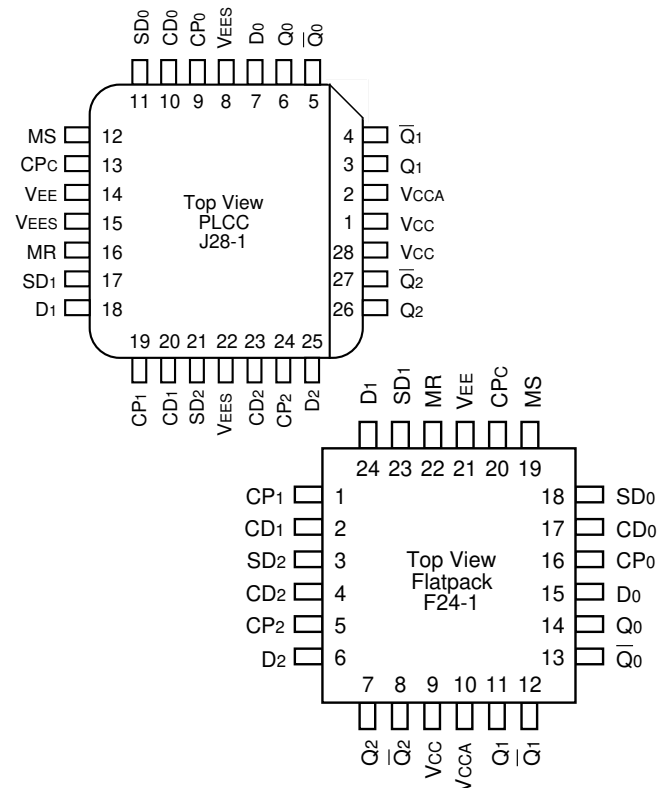 SD0 CD0 CP0 VEES D0 Q0 Q̅0
11 10 9 8 7 6 5
MS 12 4 Q̅1
CPC 13 3 Q1
VEE 14 2 VCCA
VEES 15 1 VCC
MR 16 28 VCC
SD1 17 27 Q̅2
D1 18 26 Q2
Top View
PLCC
J28-1
19 20 21 22 23 24 25
CP1 CD1 SD2 VEES CD2 CP2 D2
D1 SD1 MR VEE CPC MS
24 23 22 21 20 19
CP1 1 18 SD0
CD1 2 17 CD0
SD2 3 16 CP0
CD2 4 15 D0
CP2 5 14 Q0
D2 6 13 Q̅0
Top View
Flatpack
F24-1
7 8 9 10 11 12
Q2 Q̅2 VCC VCCA Q1 Q̅1